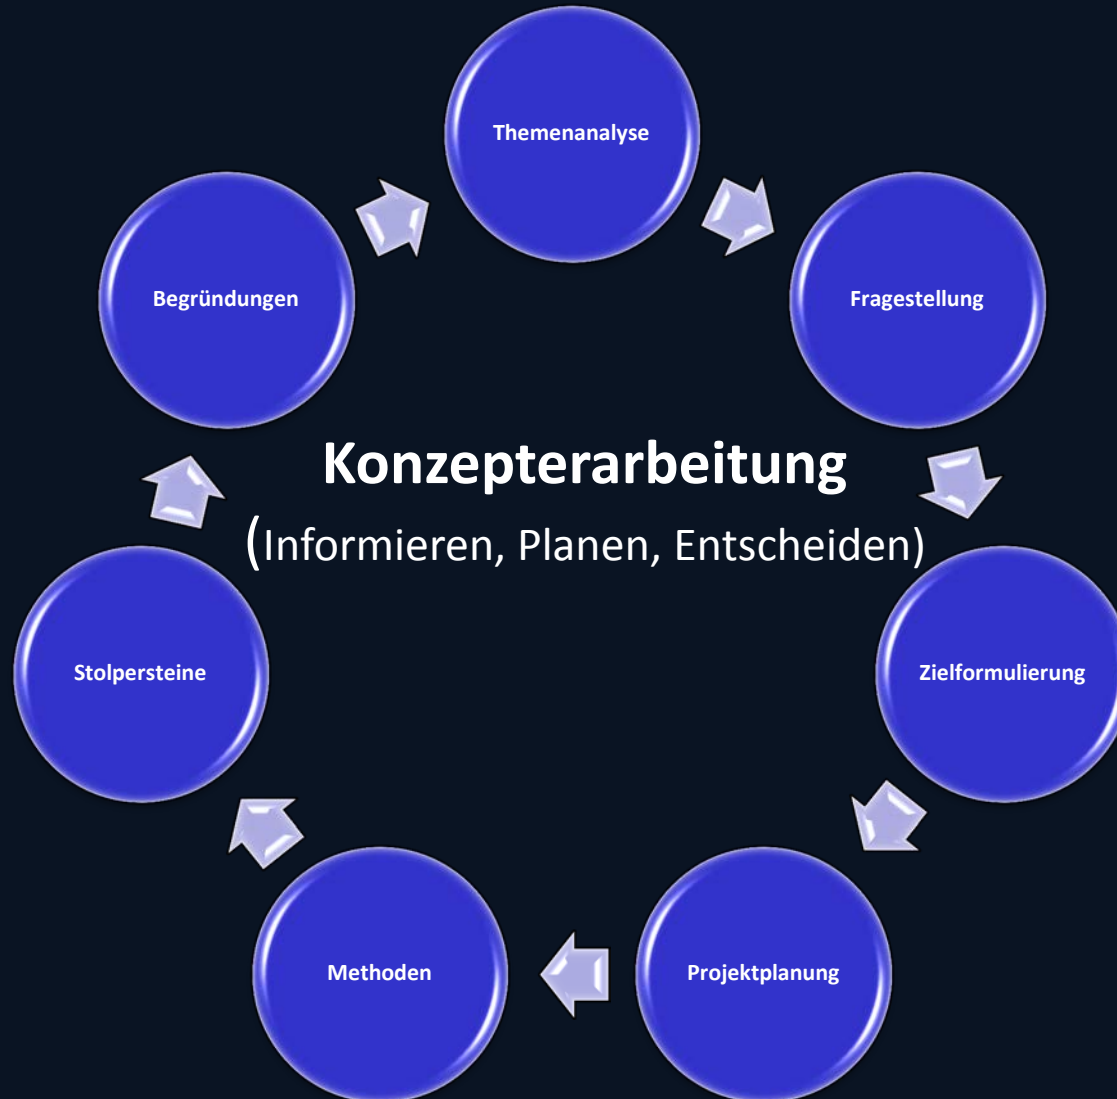 Themenanalyse
Fragestellung
Zielformulierung
Projektplanung
Methoden
Stolpersteine
Begründungen
Konzepterarbeitung
(Informieren, Planen, Entscheiden)